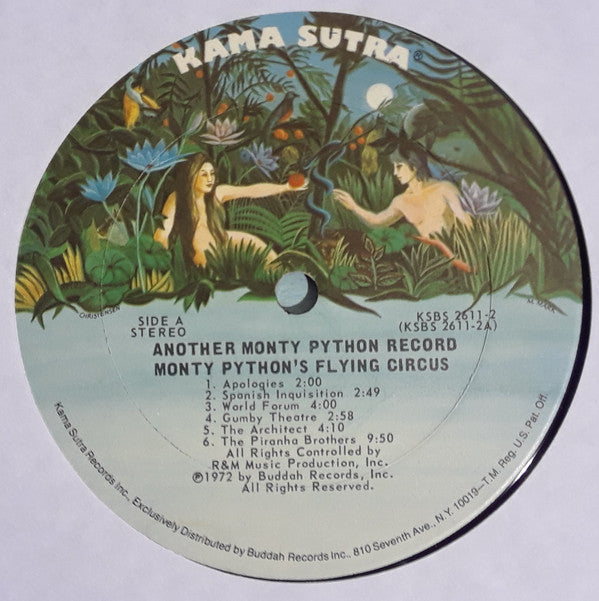 KAMA SUTRA®
CHRISTENSEN
M. MARK
SIDE A
STEREO
KSBS 2611-2
(KSBS 2611-2A)
ANOTHER MONTY PYTHON RECORD
MONTY PYTHON'S FLYING CIRCUS
1. Apologies 2:00
2. Spanish Inquisition 2:49
3. World Forum 4:00
4. Gumby Theatre 2:58
5. The Architect 4:10
6. The Piranha Brothers 9:50
All Rights Controlled by
R&M Music Production, Inc.
℗1972 by Buddah Records, Inc.
All Rights Reserved.
Kama Sutra Records Inc., Exclusively Distributed by Buddah Records Inc., 810 Seventh Ave., N.Y. 10019—T.M. Reg. U.S. Pat. Off.